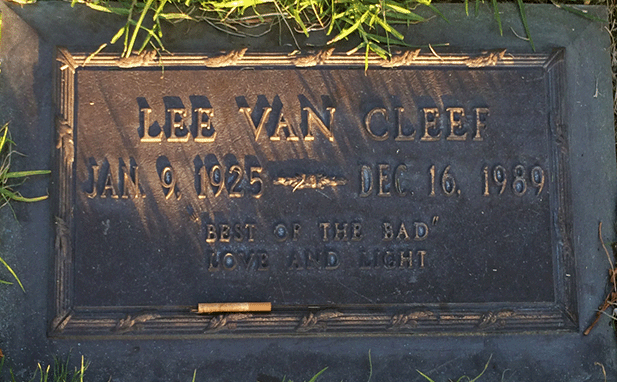 LEE VAN CLEEF
JAN. 9, 1925 DEC. 16, 1989
"BEST OF THE BAD"
LOVE AND LIGHT